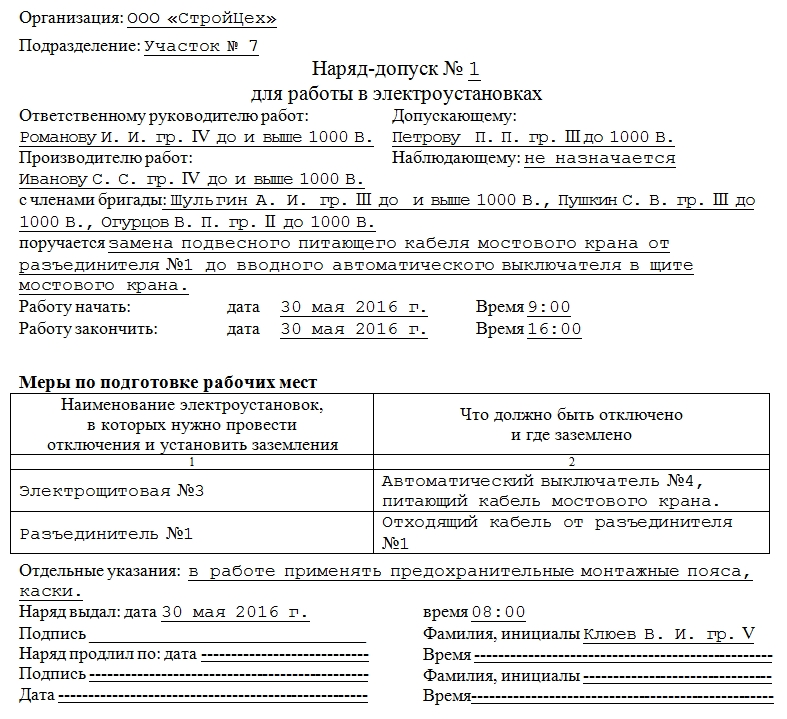 Организация: ООО «СтройЦех»
Подразделение: Участок № 7
Наряд-допуск № 1
для работы в электроустановках
Ответственному руководителю работ: Допускающему:
Романову И. И. гр. IV до и выше 1000 В. Петрову П. П. гр. III до 1000 В.
Производителю работ: Наблюдающему: не назначается
Иванову С. С. гр. IV до и выше 1000 В.
с членами бригады: Шульгин А. И. гр. III до и выше 1000 В., Пушкин С. В. гр. III до
1000 В., Огурцов В. П. гр. II до 1000 В.
поручается замена подвесного питающего кабеля мостового крана от
разъединителя №1 до вводного автоматического выключателя в щите
мостового крана.
Работу начать: дата 30 мая 2016 г. Время 9:00
Работу закончить: дата 30 мая 2016 г. Время 16:00
Меры по подготовке рабочих мест
Наименование электроустановок,
в которых нужно провести
отключения и установить заземления
Что должно быть отключено
и где заземлено
1 2
Электрощитовая №3
Автоматический выключатель №4,
питающий кабель мостового крана.
Разъединитель №1
Отходящий кабель от разъединителя
№1
Отдельные указания: в работе применять предохранительные монтажные пояса,
каски.
Наряд выдал: дата 30 мая 2016 г. время 08:00
Подпись Фамилия, инициалы Клюев В. И. гр. V
Наряд продлил по: дата Время
Подпись Фамилия, инициалы
Дата Время